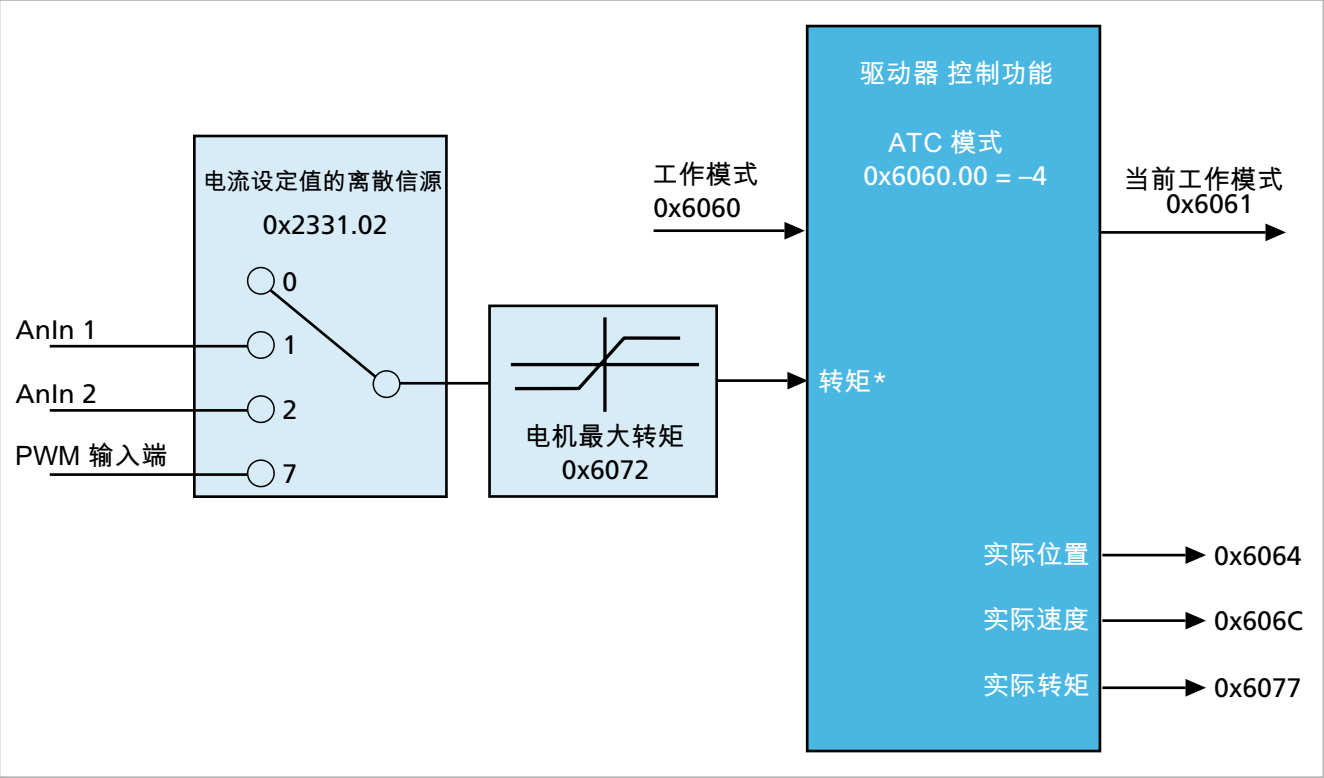 驱动器 控制功能
ATC 模式
0x6060.00 = –4
工作模式
0x6060
当前工作模式
0x6061
电流设定值的离散信源
0x2331.02
0
AnIn 1
1
AnIn 2
2
PWM 输入端
7
电机最大转矩
0x6072
转矩*
实际位置
0x6064
实际速度
0x606C
实际转矩
0x6077